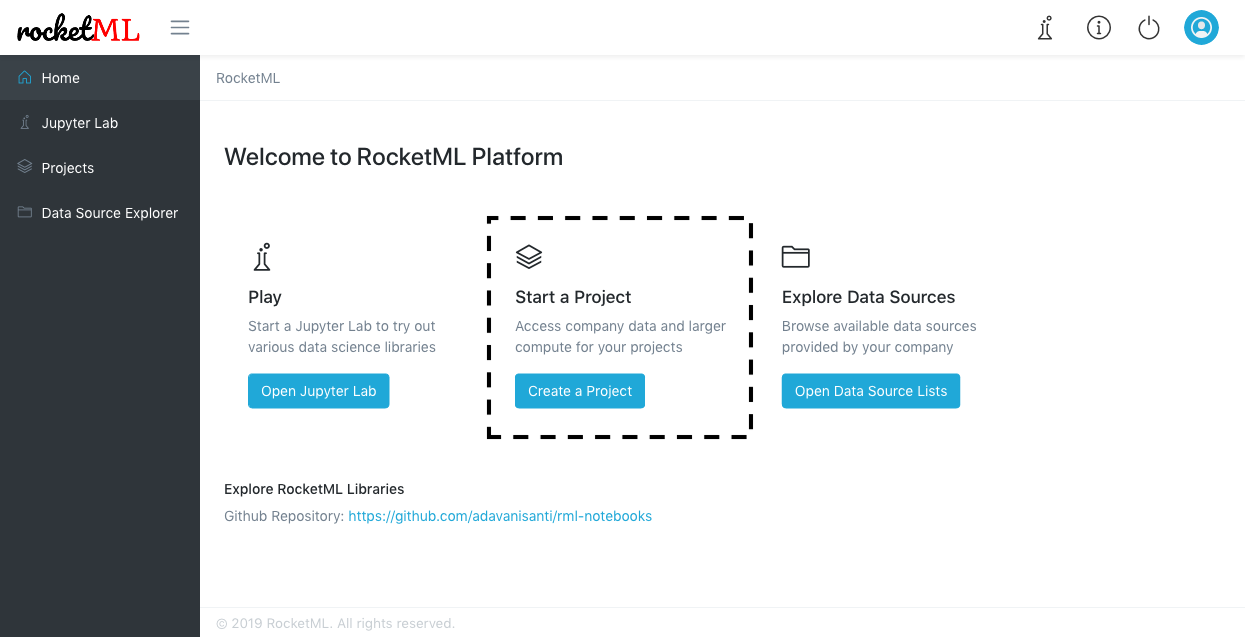 rocketML
Home
Jupyter Lab
Projects
Data Source Explorer
RocketML
Welcome to RocketML Platform
Play
Start a Jupyter Lab to try out
various data science libraries
Open Jupyter Lab
Start a Project
Access company data and larger
compute for your projects
Create a Project
Explore Data Sources
Browse available data sources
provided by your company
Open Data Source Lists
Explore RocketML Libraries
Github Repository: https://github.com/adavanisanti/rml-notebooks
© 2019 RocketML. All rights reserved.